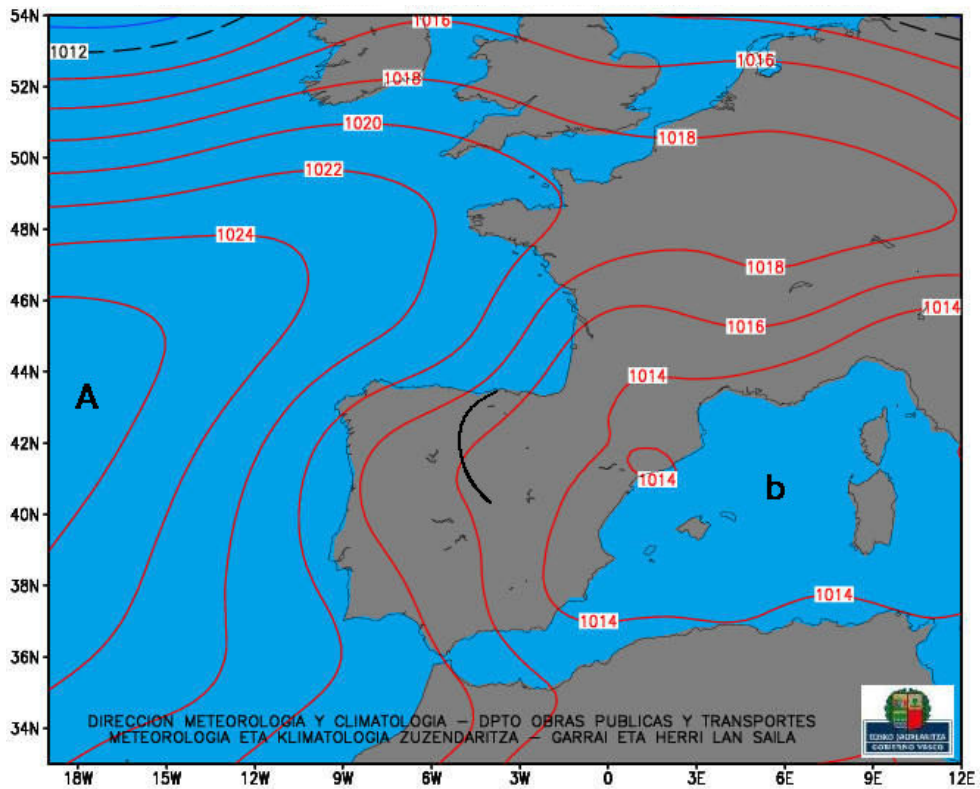 54N
52N
50N
48N
46N
44N
42N
40N
38N
36N
34N
1012
1016
1016
1018
1018
1020
1022
1024
1018
1016
1014
1014
1014
1014
1014
A
b
DIRECCION METEOROLOGIA Y CLIMATOLOGIA – DPTO OBRAS PUBLICAS Y TRANSPORTES
METEOROLOGIA ETA KLIMATOLOGIA ZUZENDARITZA – GARRAI ETA HERRI LAN SAILA
EUSKO JAURLARITZA
GOBIERNO VASCO
18W 15W 12W 9W 6W 3W 0 3E 6E 9E 12E